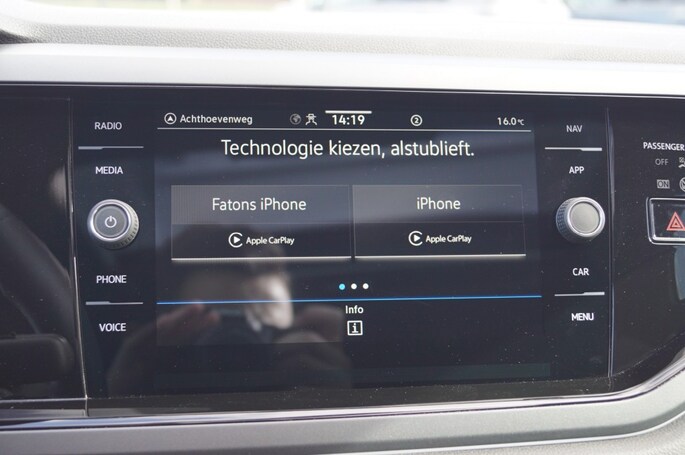 Achthoevenweg 14:19 2 16.0°C
Technologie kiezen, alstublieft.
Fatons iPhone
Apple CarPlay
iPhone
Apple CarPlay
Info
i
RADIO
MEDIA
PHONE
VOICE
NAV
APP
CAR
MENU
PASSENGER
OFF